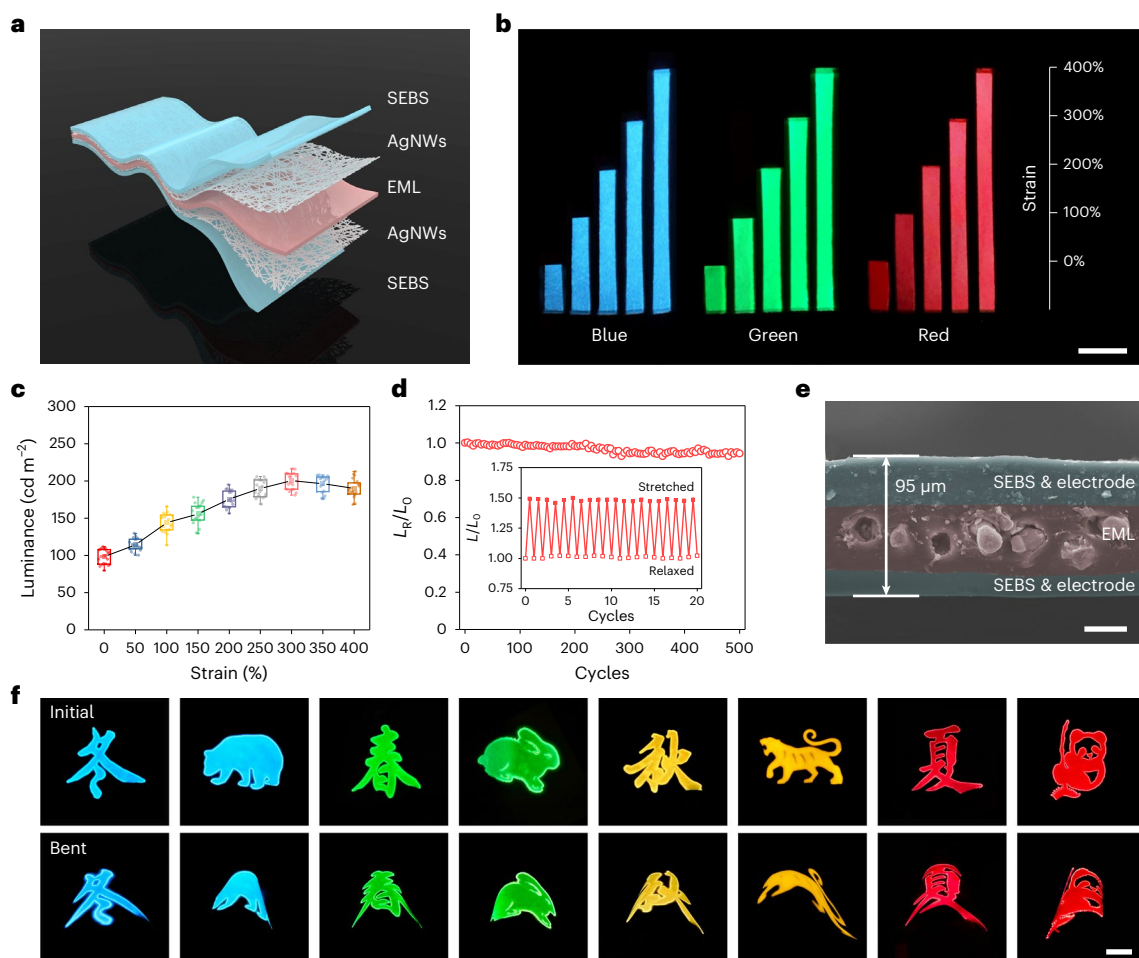 a
SEBS
AgNWs
EML
AgNWs
SEBS
b
400%
300%
200%
100%
0%
Strain
Blue
Green
Red
c
300
250
200
150
100
50
0
Luminance (cd m⁻²)
0 50 100 150 200 250 300 350 400
Strain (%)
d
1.2
1.0
0.8
0.6
0.4
0.2
0
L_R/L_0
0 100 200 300 400 500
Cycles
1.75
1.50
1.25
1.00
0.75
L/L_0
Stretched
Relaxed
0 5 10 15 20
Cycles
e
95 µm
SEBS & electrode
EML
SEBS & electrode
f
Initial
冬
春
秋
夏
Bent
冬
春
秋
夏